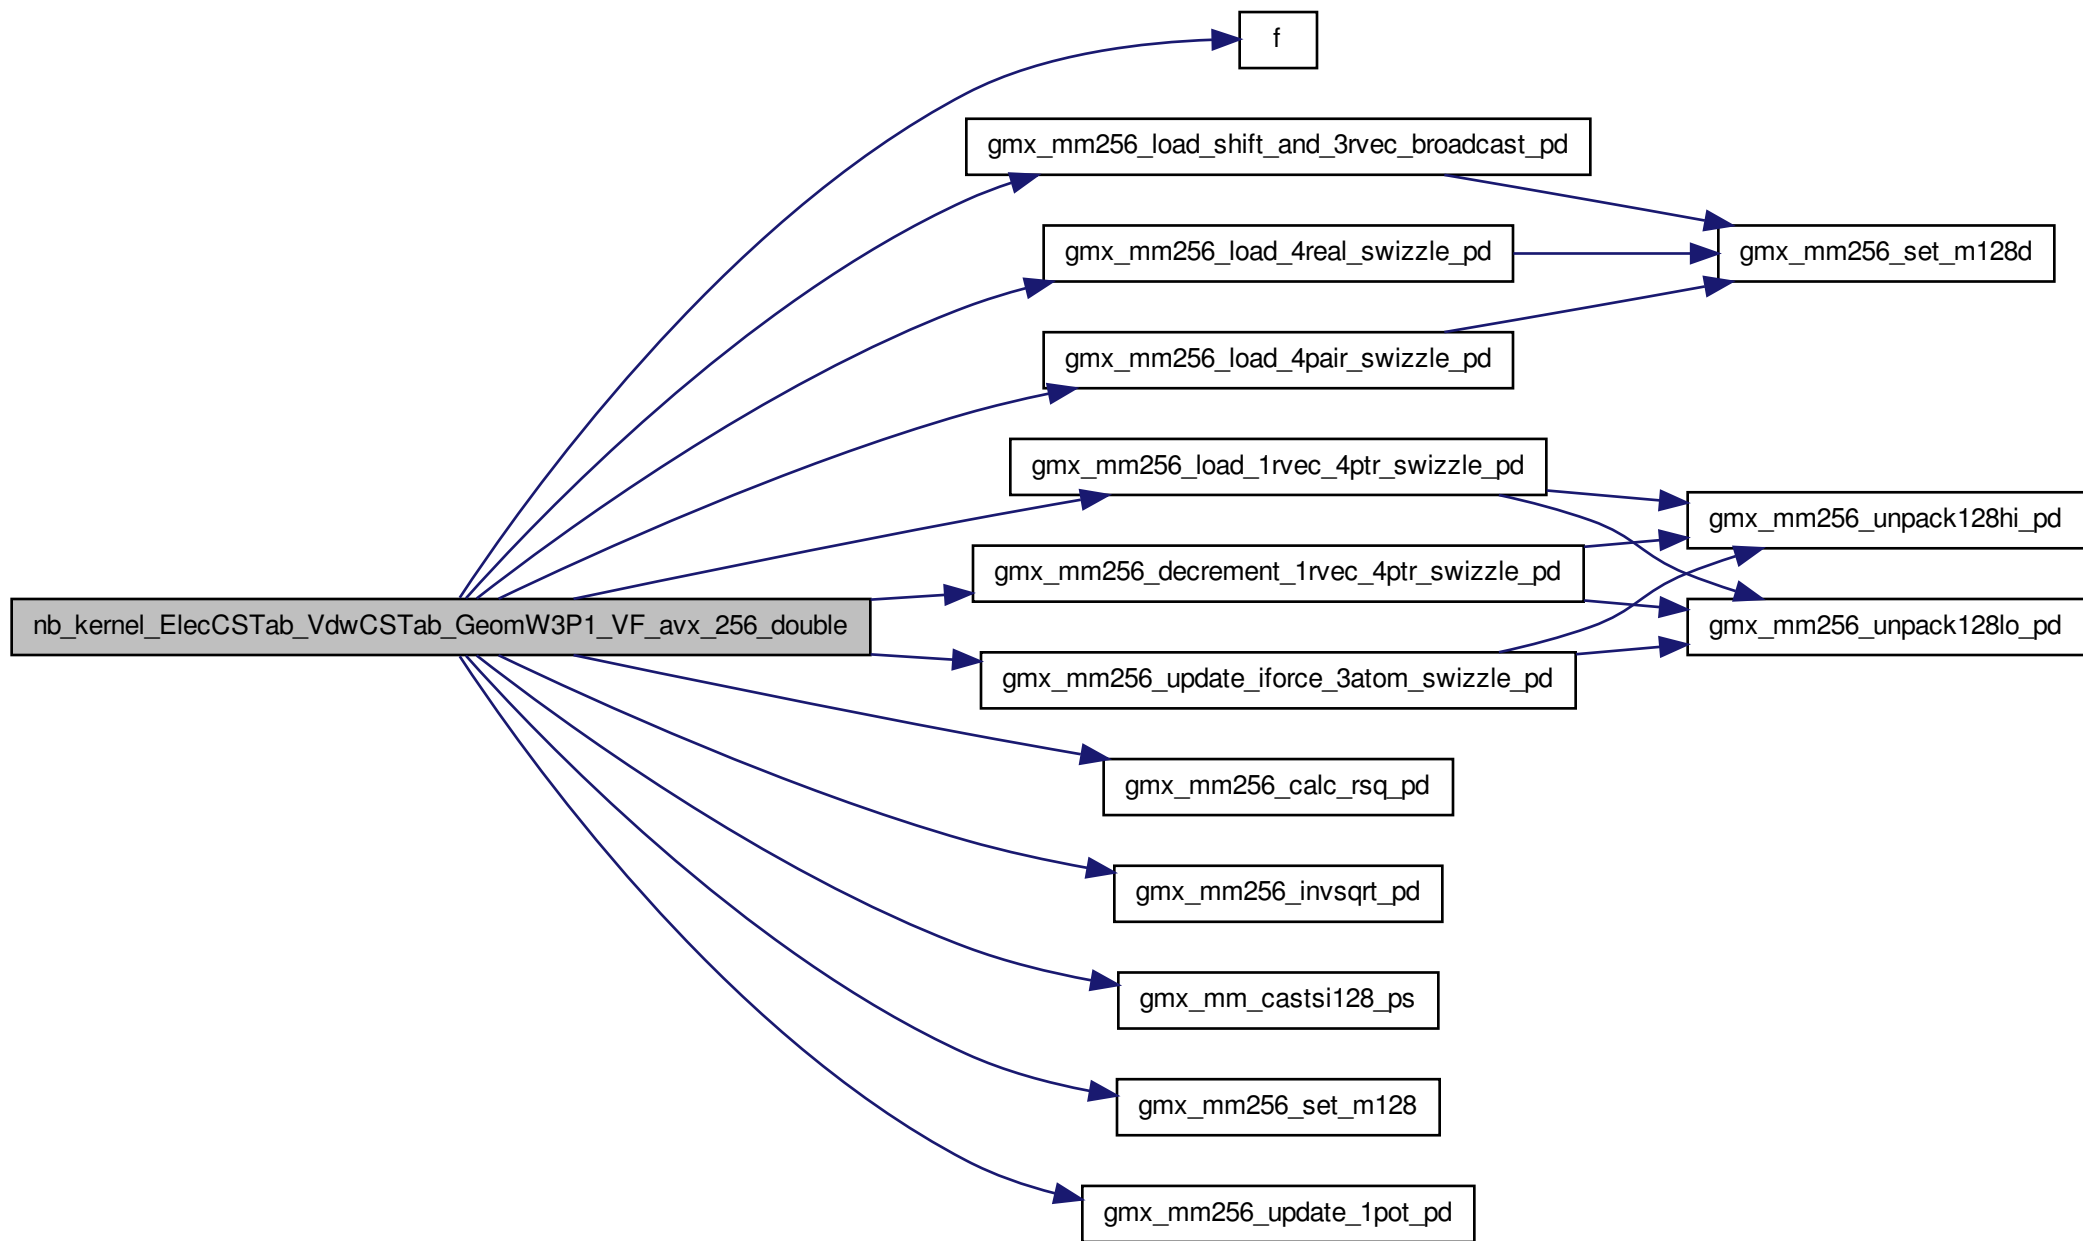 f
gmx_mm256_load_shift_and_3rvec_broadcast_pd
gmx_mm256_load_4real_swizzle_pd
gmx_mm256_set_m128d
gmx_mm256_load_4pair_swizzle_pd
gmx_mm256_load_1rvec_4ptr_swizzle_pd
gmx_mm256_unpack128hi_pd
gmx_mm256_decrement_1rvec_4ptr_swizzle_pd
nb_kernel_ElecCSTab_VdwCSTab_GeomW3P1_VF_avx_256_double
gmx_mm256_unpack128lo_pd
gmx_mm256_update_iforce_3atom_swizzle_pd
gmx_mm256_calc_rsq_pd
gmx_mm256_invsqrt_pd
gmx_mm_castsi128_ps
gmx_mm256_set_m128
gmx_mm256_update_1pot_pd